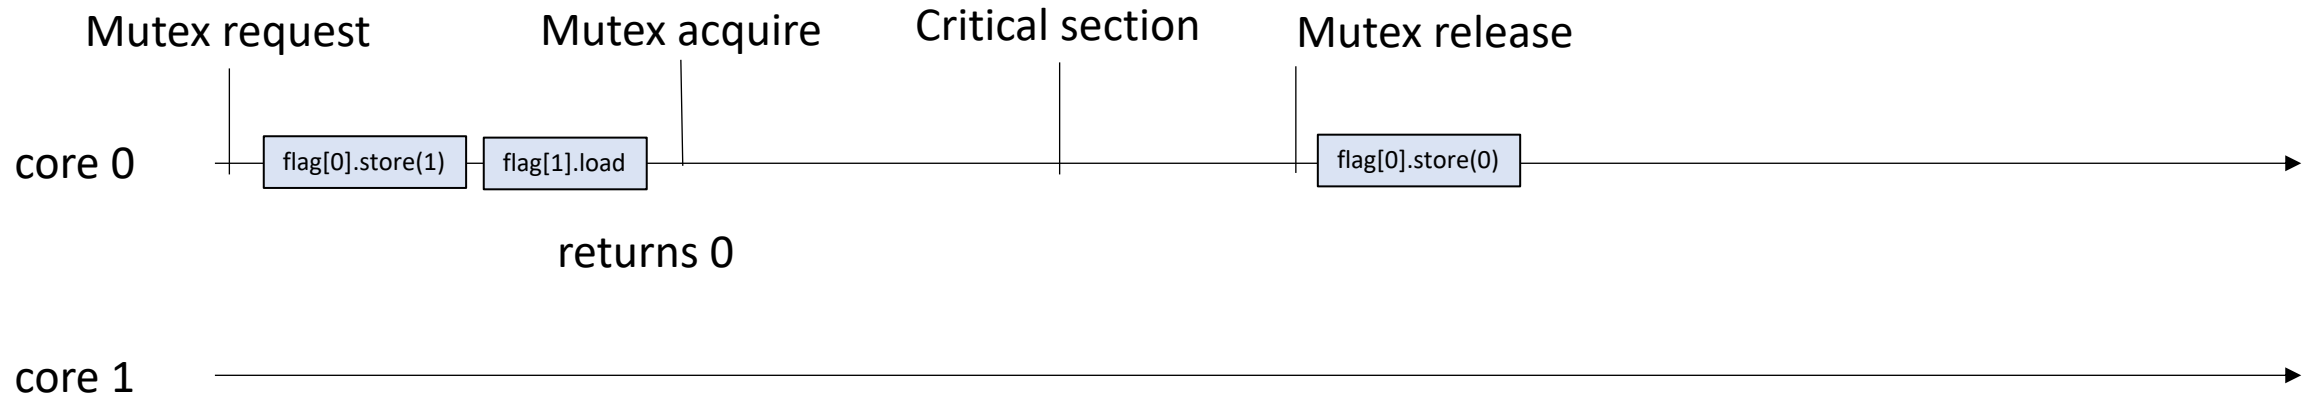 Mutex request
Mutex acquire
Critical section
Mutex release
core 0
flag[0].store(1)
flag[1].load
flag[0].store(0)
returns 0
core 1